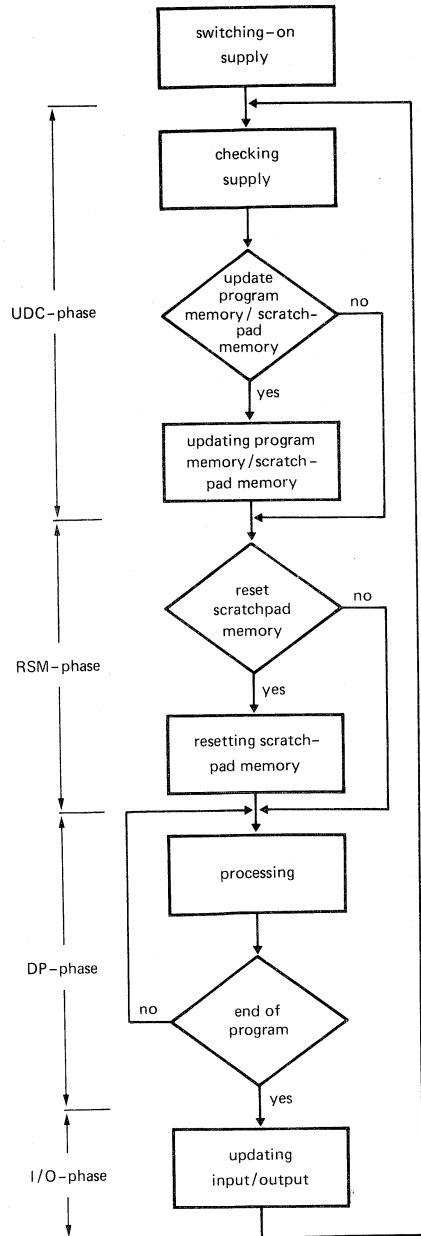 switching-on
supply
checking
supply
update
program
memory/ scratch-
pad
memory
no
UDC-phase
yes
updating program
memory/scratch-
pad memory
reset
scratchpad
memory
no
RSM-phase
yes
resetting scratch-
pad memory
processing
DP-phase
end of
program
no
yes
updating
input/output
I/O-phase